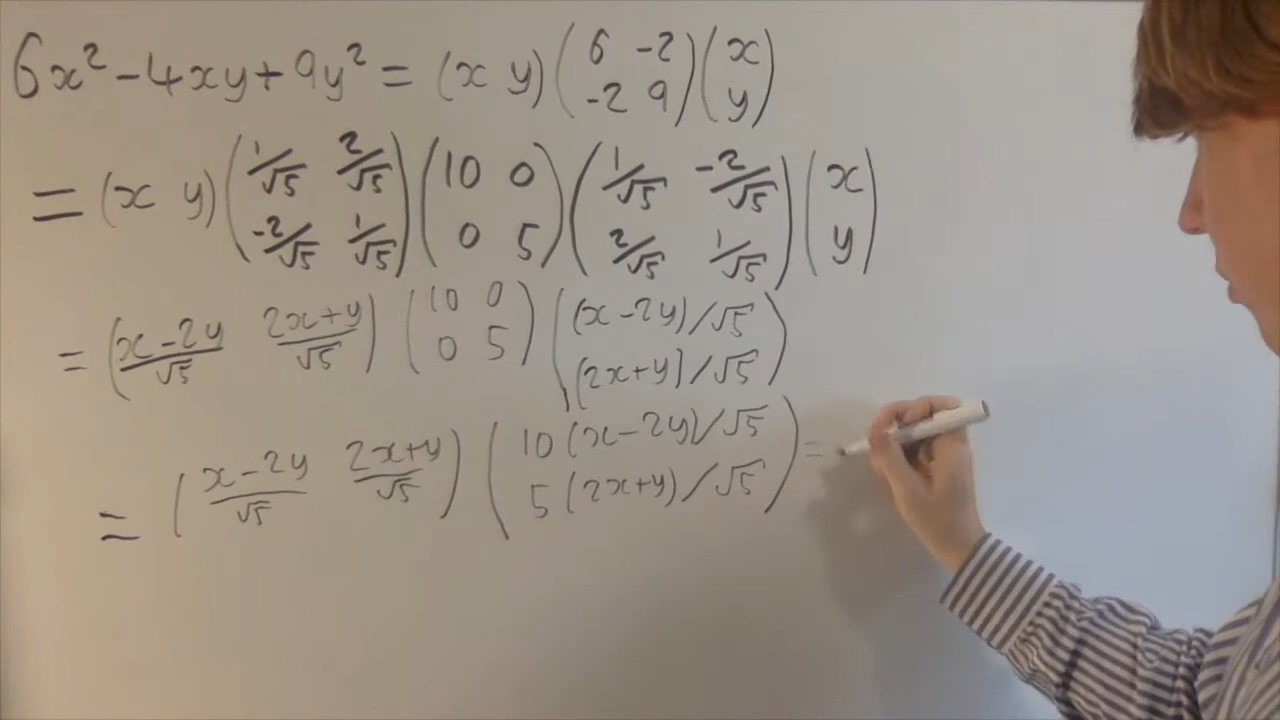 6x² - 4xy + 9y² = (x y) (6 -2 -2 9) (x y)
= (x y) (1/√5 2/√5 -2/√5 1/√5) (10 0 0 5) (1/√5 -2/√5 2/√5 1/√5) (x y)
= (x-2y/√5 2x+y/√5) (10 0 0 5) ((x-2y)/√5 (2x+y)/√5)
= (x-2y/√5 2x+y/√5) (10(x-2y)/√5 5(2x+y)/√5) =